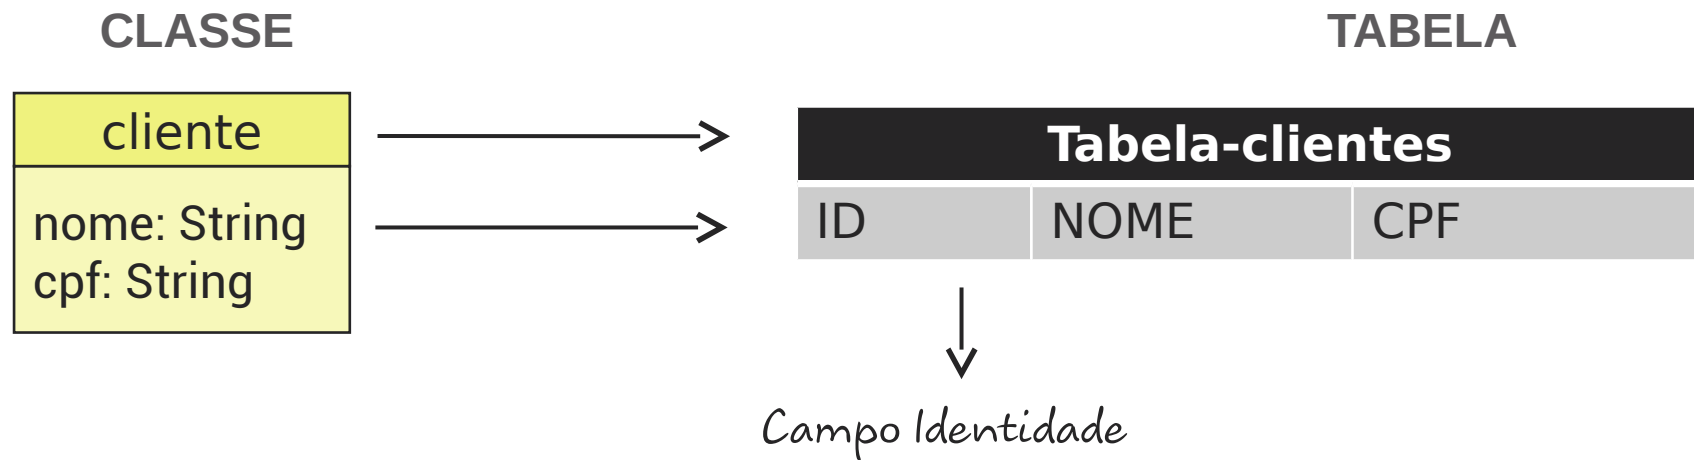 CLASSE
TABELA
cliente
Tabela-clientes
nome: String
cpf: String
ID NOME CPF
Campo Identidade